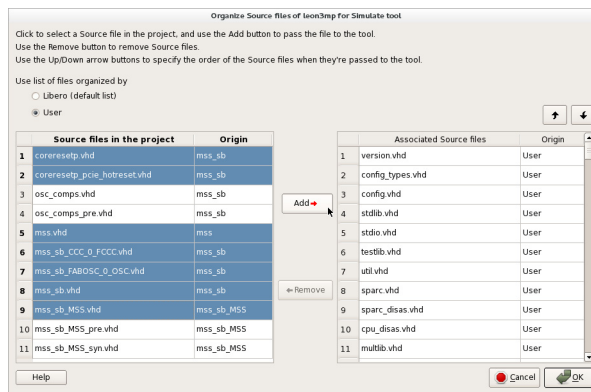 Organize Source files of leon3mp for Simulate tool
Click to select a Source file in the project, and use the Add button to pass the file to the tool.
Use the Remove button to remove Source files.
Use the Up/Down arrow buttons to specify the order of the Source files when they're passed to the tool.
Use list of files organized by
Libero (default list)
User
Source files in the project Origin
1 coreresetp.vhd mss_sb
2 coreresetp_pcie_hotreset.vhd mss_sb
3 osc_comps.vhd mss_sb
4 osc_comps_pre.vhd mss_sb
5 mss.vhd mss
6 mss_sb_CCC_0_FCCC.vhd mss_sb
7 mss_sb_FABOSC_0_OSC.vhd mss_sb
8 mss_sb.vhd mss_sb
9 mss_sb_MSS.vhd mss_sb_MSS
10 mss_sb_MSS_pre.vhd mss_sb_MSS
11 mss_sb_MSS_syn.vhd mss_sb_MSS
Add
Remove
Associated Source files Origin
1 version.vhd User
2 config_types.vhd User
3 config.vhd User
4 stdlib.vhd User
5 stdio.vhd User
6 testlib.vhd User
7 util.vhd User
8 sparc.vhd User
9 sparc_disas.vhd User
10 cpu_disas.vhd User
11 multlib.vhd User
Help
Cancel
OK